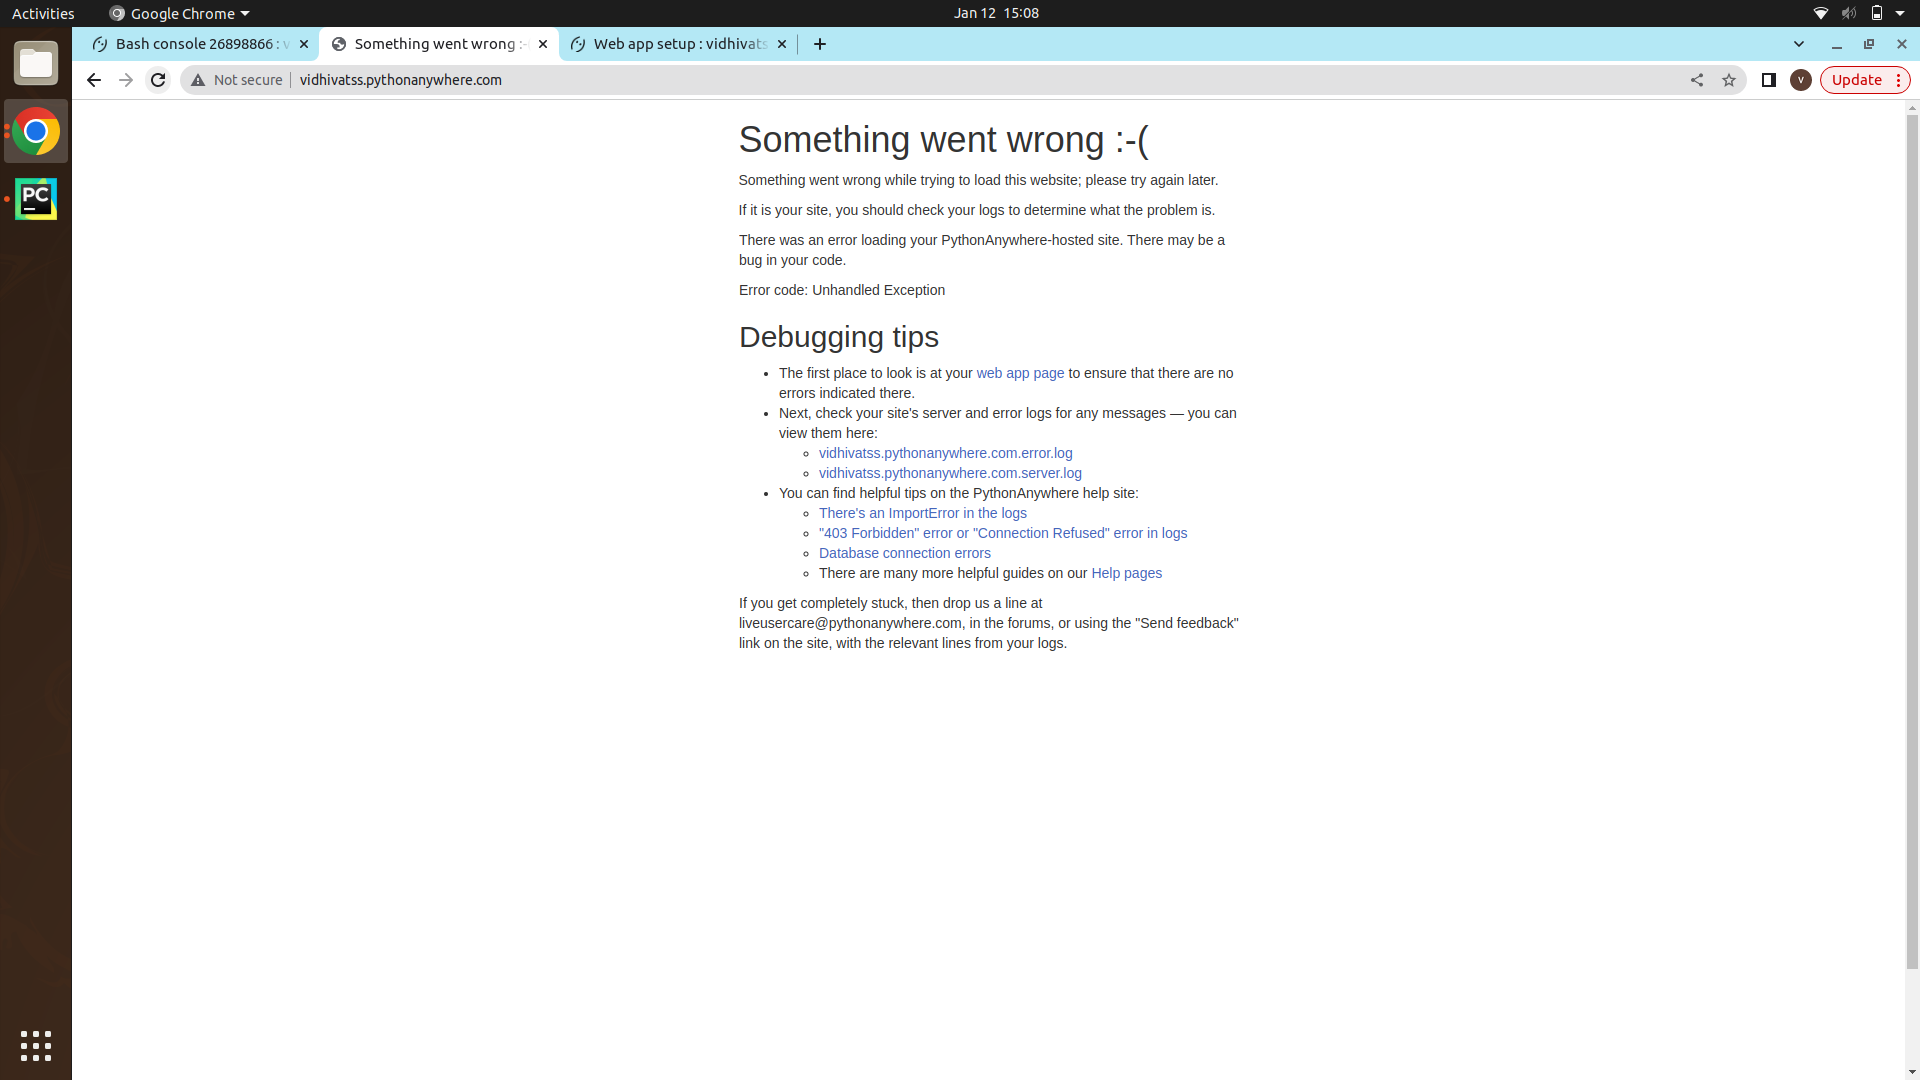 Activities
Google Chrome
Jan 12 15:08
Bash console 26898866 : v
Something went wrong :-
Web app setup : vidhivats
Not secure
vidhivatss.pythonanywhere.com
V
Update
PC
Something went wrong :-(
Something went wrong while trying to load this website; please try again later.
If it is your site, you should check your logs to determine what the problem is.
There was an error loading your PythonAnywhere-hosted site. There may be a
bug in your code.
Error code: Unhandled Exception
Debugging tips
• The first place to look is at your web app page to ensure that there are no
errors indicated there.
• Next, check your site's server and error logs for any messages — you can
view them here:
◦ vidhivatss.pythonanywhere.com.error.log
◦ vidhivatss.pythonanywhere.com.server.log
• You can find helpful tips on the PythonAnywhere help site:
◦ There's an ImportError in the logs
◦ "403 Forbidden" error or "Connection Refused" error in logs
◦ Database connection errors
◦ There are many more helpful guides on our Help pages
If you get completely stuck, then drop us a line at
liveusercare@pythonanywhere.com, in the forums, or using the "Send feedback"
link on the site, with the relevant lines from your logs.